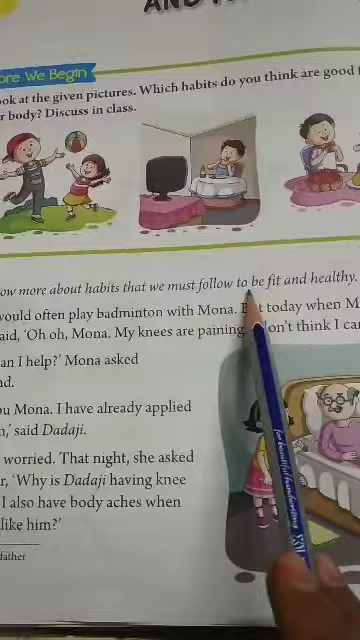 ore We Begin
ok at the given pictures. Which habits do you think are good
r body? Discuss in class.
ow more about habits that we must follow to be fit and healthy.
would often play badminton with Mona. B t today when M
aid, 'Oh oh, Mona. My knees are paining. on't think I ca
an I help?' Mona asked
nd.
ou Mona. I have already applied
n,' said Dadaji.
worried. That night, she asked
r, 'Why is Dadaji having knee
I also have body aches when
like him?'
father
for beautiful handwriting